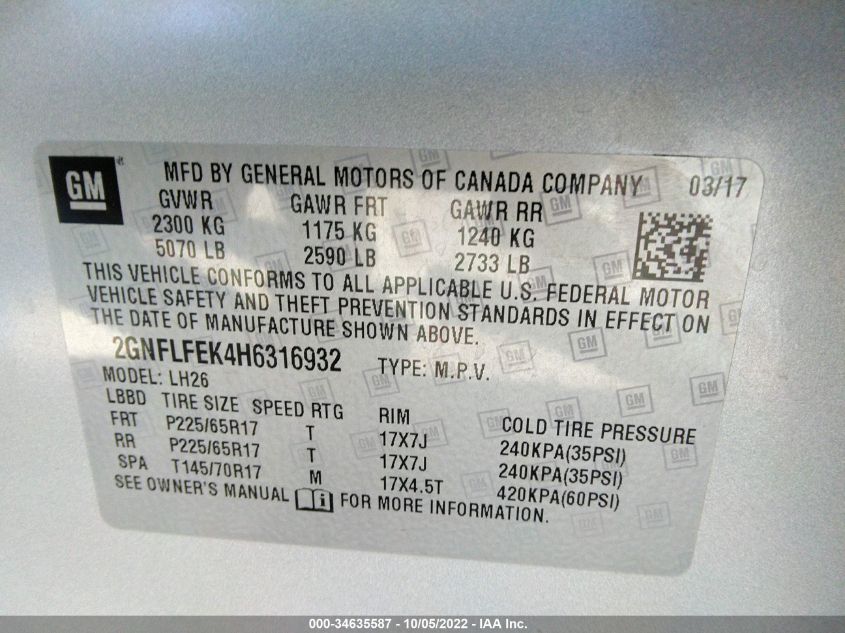 GM
MFD BY GENERAL MOTORS OF CANADA COMPANY 03/17
GVWR GAWR FRT GAWR RR
2300 KG 1175 KG 1240 KG
5070 LB 2590 LB 2733 LB
THIS VEHICLE CONFORMS TO ALL APPLICABLE U.S. FEDERAL MOTOR
VEHICLE SAFETY AND THEFT PREVENTION STANDARDS IN EFFECT ON
THE DATE OF MANUFACTURE SHOWN ABOVE.
2GNFLFEK4H6316932 TYPE: M.P.V.
MODEL: LH26
LBBD TIRE SIZE SPEED RTG RIM COLD TIRE PRESSURE
FRT P225/65R17 T 17X7J 240KPA(35PSI)
RR P225/65R17 T 17X7J 240KPA(35PSI)
SPA T145/70R17 M 17X4.5T 420KPA(60PSI)
SEE OWNER'S MANUAL FOR MORE INFORMATION.
000-34635587 - 10/05/2022 - IAA Inc.